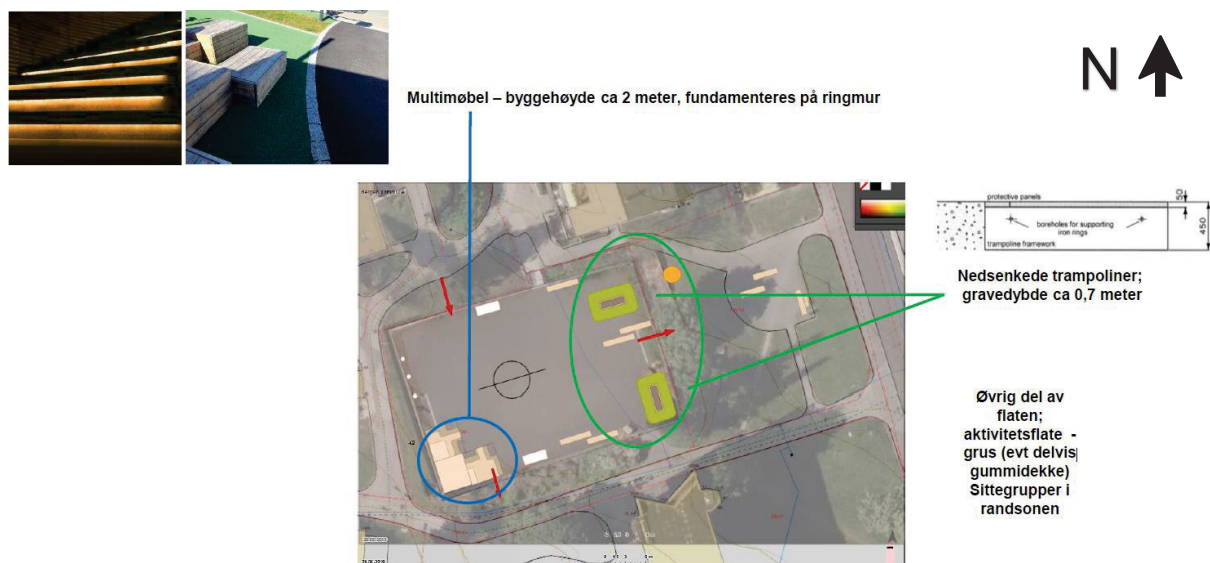 N
Multimøbel – byggehøyde ca 2 meter, fundamenteres på ringmur
protective panels
boreholes for supporting
iron rings
trampoline framework
50
450
Nedsenkede trampoliner;
gravedybde ca 0,7 meter
Øvrig del av
flaten;
aktivitetsflate -
grus (evt delvis
gummidekke)
Sittegrupper i
randsonen